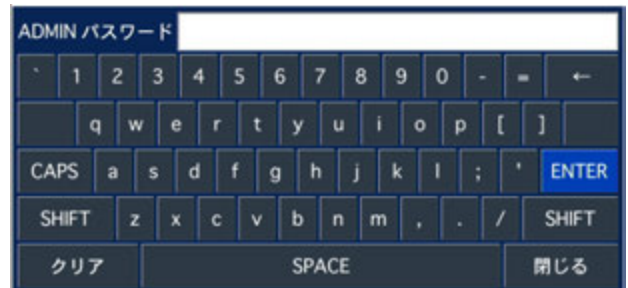 ADMIN パスワード
` 1 2 3 4 5 6 7 8 9 0 - = ←
q w e r t y u i o p [ ]
CAPS a s d f g h j k l ; ' ENTER
SHIFT z x c v b n m , . / SHIFT
クリア SPACE 閉じる